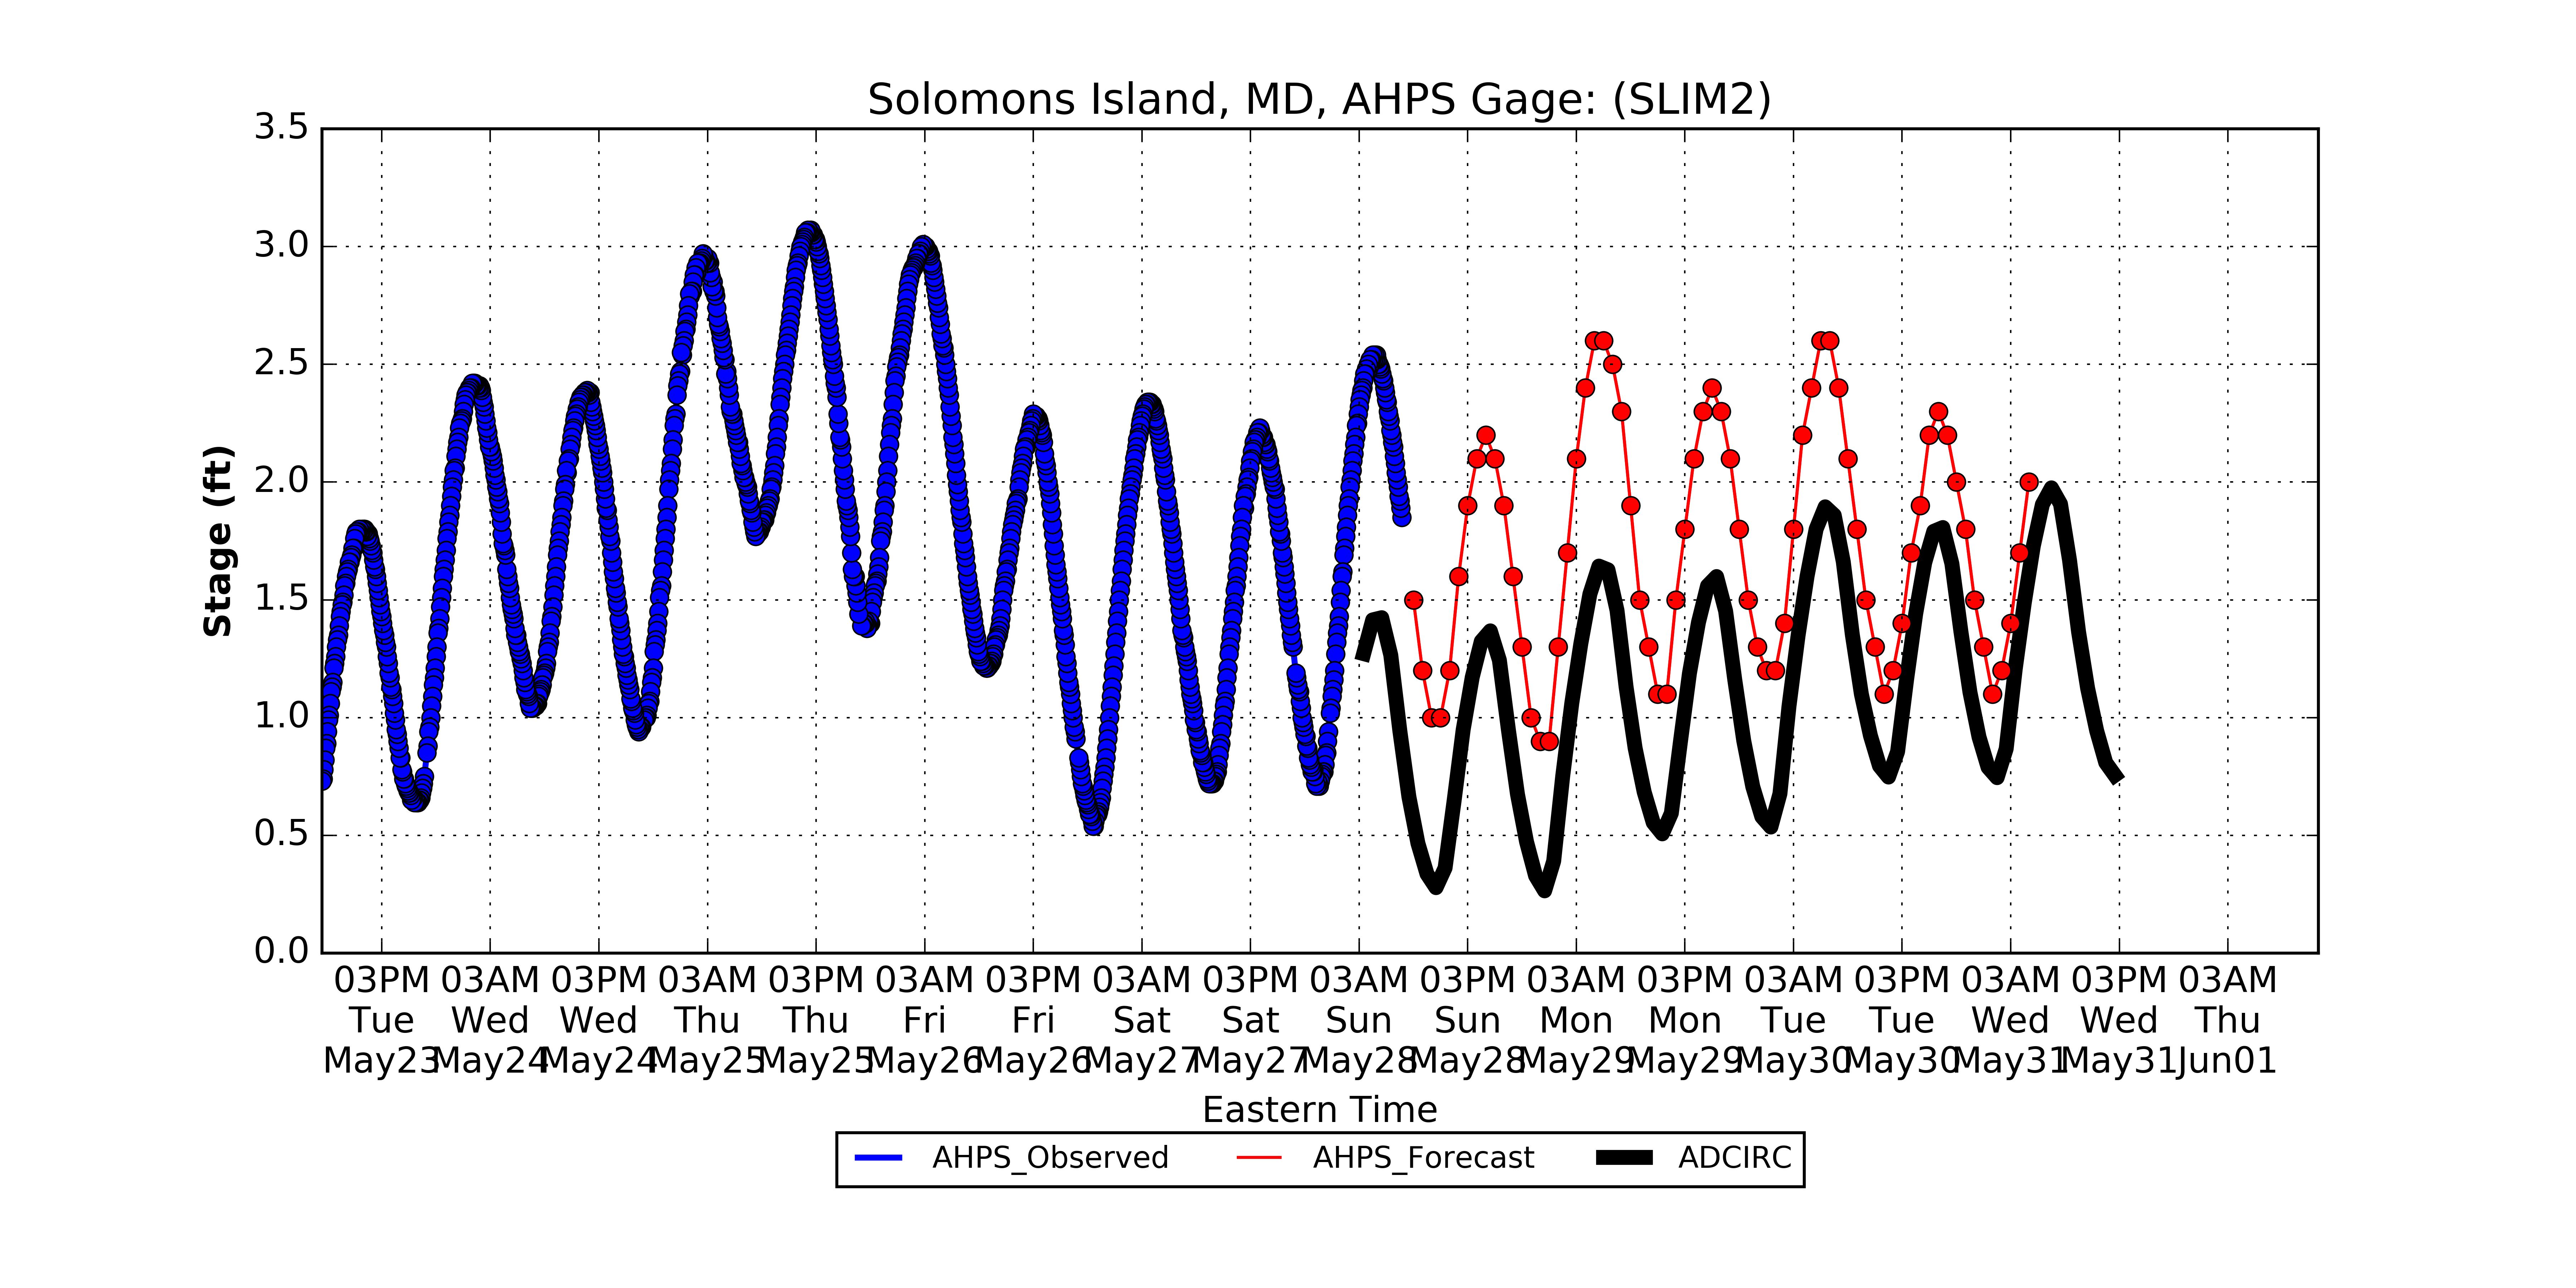 Solomons Island, MD, AHPS Gage: (SLIM2)
3.5
3.0
2.5
2.0
1.5
1.0
0.5
0.0
Stage (ft)
03PM 03AM 03PM 03AM 03PM 03AM 03PM 03AM 03PM 03AM 03PM 03AM 03PM 03AM 03PM 03AM 03PM 03AM
Tue Wed Wed Thu Thu Fri Fri Sat Sat Sun Sun Mon Mon Tue Tue Wed Wed Thu
May23 May24 May24 May25 May25 May26 May26 May27 May27 May28 May28 May29 May29 May30 May30 May31 May31 Jun01
Eastern Time
AHPS_Observed AHPS_Forecast ADCIRC